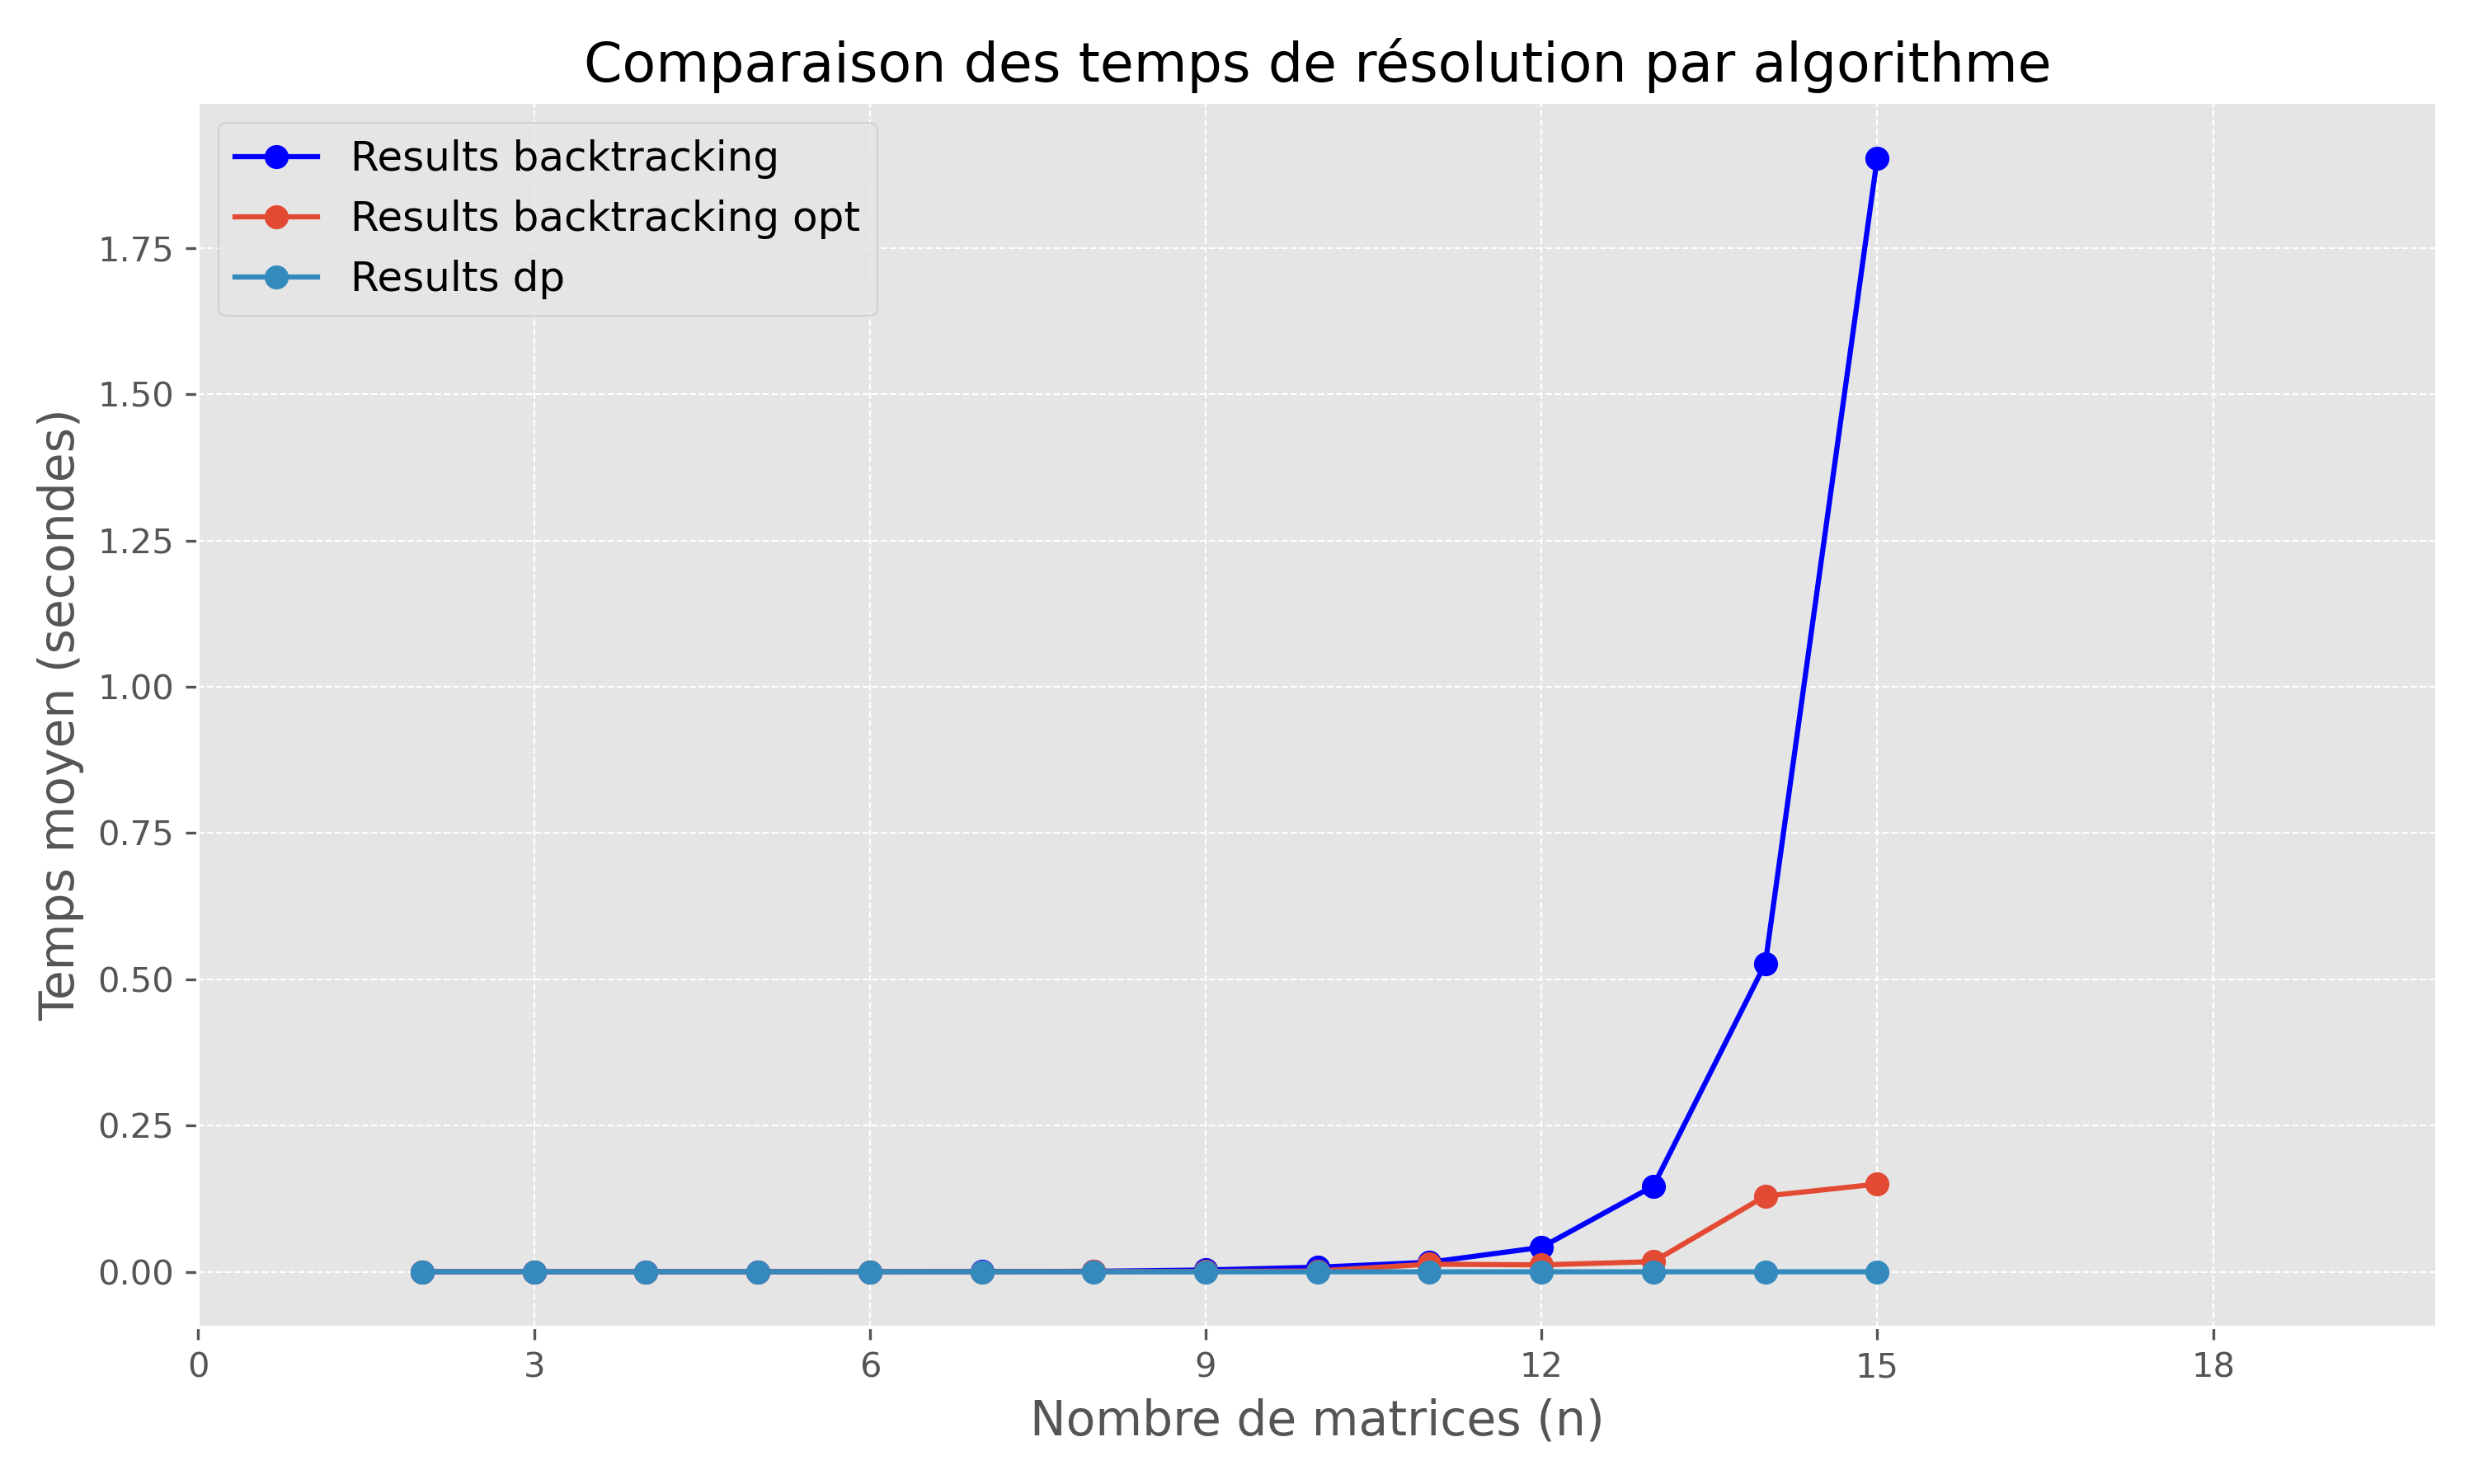 Comparaison des temps de résolution par algorithme
Results backtracking
Results backtracking opt
Results dp
Temps moyen (secondes)
1.75
1.50
1.25
1.00
0.75
0.50
0.25
0.00
0 3 6 9 12 15 18
Nombre de matrices (n)